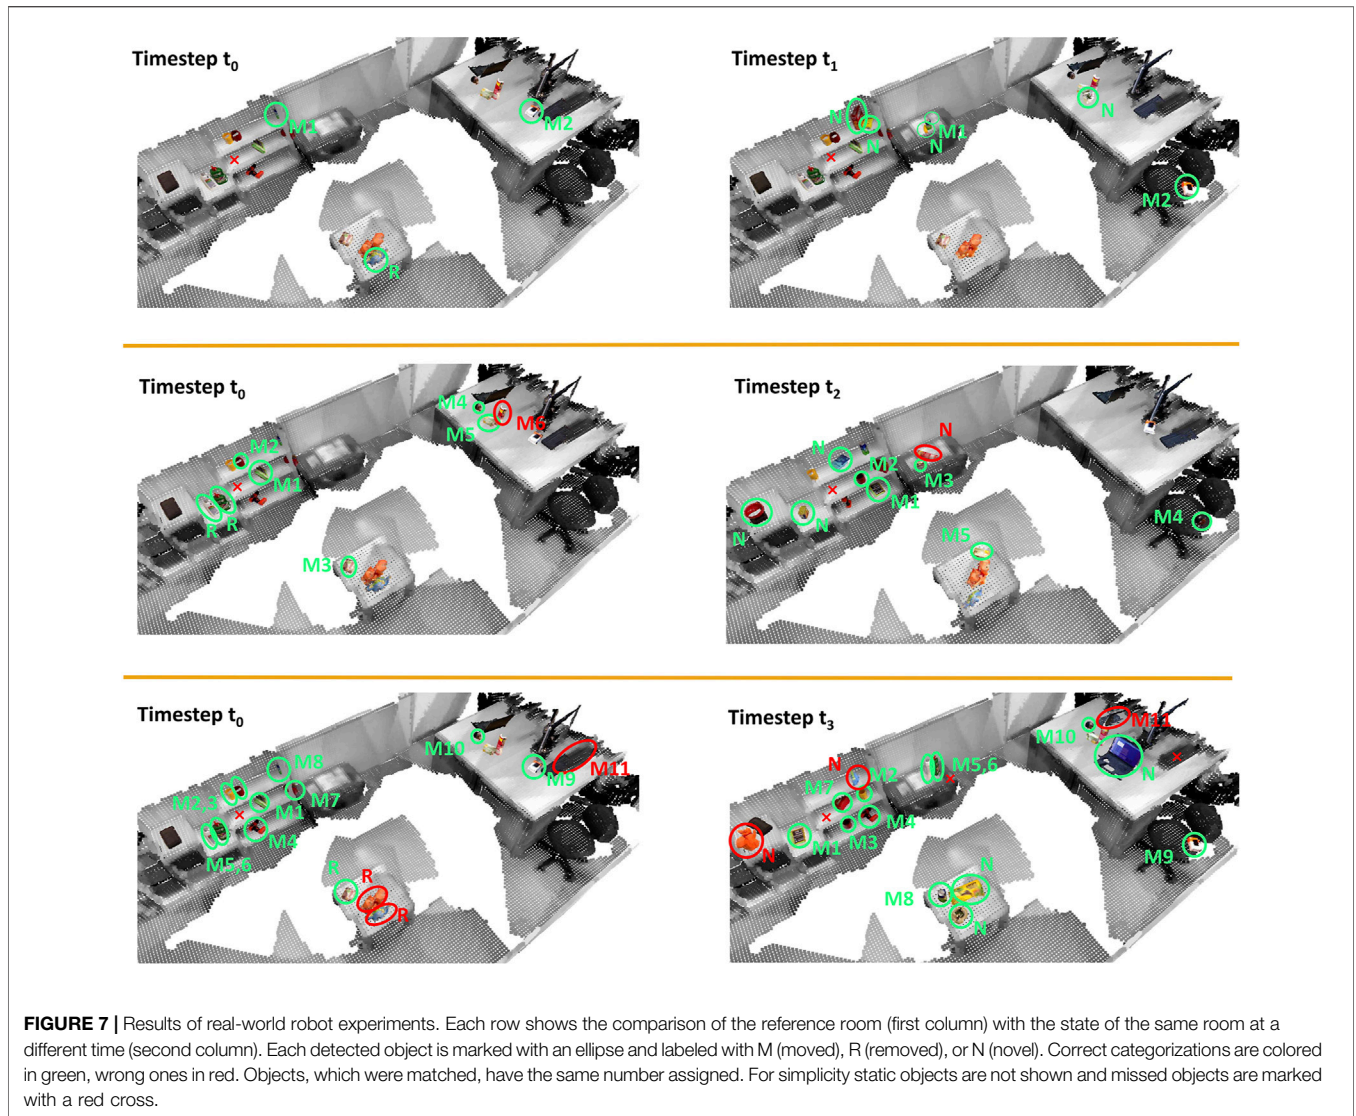 Timestep t0
M1
M2
R
Timestep t1
N
N
M1
N
N
M2
Timestep t0
M4
M5
M6
M2
M1
R
R
M3
Timestep t2
N
N
M2
M3
M1
N
N
M4
M5
Timestep t0
M10
M8
M9
M11
M2,3
M7
M1
M4
M5,6
R
R
R
Timestep t3
M11
M10
N
N
M2
M5,6
M7
M4
M1
M3
N
M9
N
M8
N
FIGURE 7 | Results of real-world robot experiments. Each row shows the comparison of the reference room (first column) with the state of the same room at a
different time (second column). Each detected object is marked with an ellipse and labeled with M (moved), R (removed), or N (novel). Correct categorizations are colored
in green, wrong ones in red. Objects, which were matched, have the same number assigned. For simplicity static objects are not shown and missed objects are marked
with a red cross.